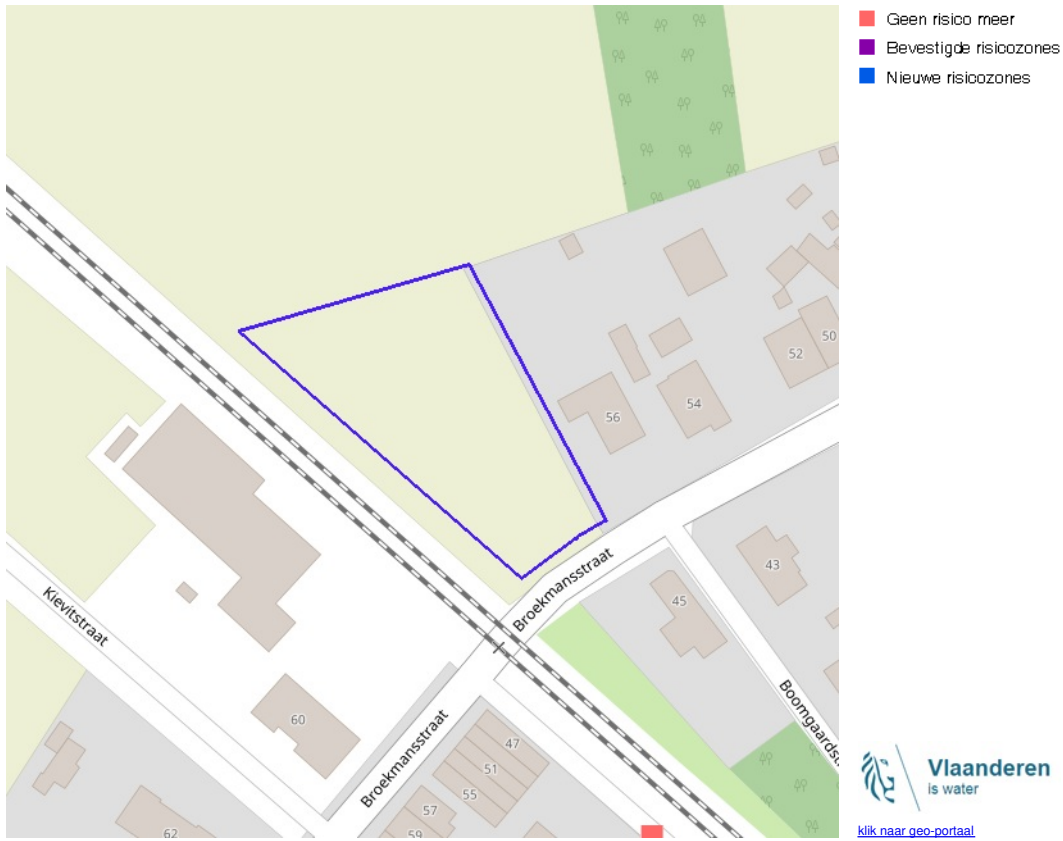 Geen risico meer
Bevestigde risicozones
Nieuwe risicozones
50
52
54
56
43
45
Broekmansstraat
Kievitstraat
Boomgaardst
60
Broekmansstraat
47
51
55
57
59
62
Vlaanderen
is water
klik naar geo-portaal